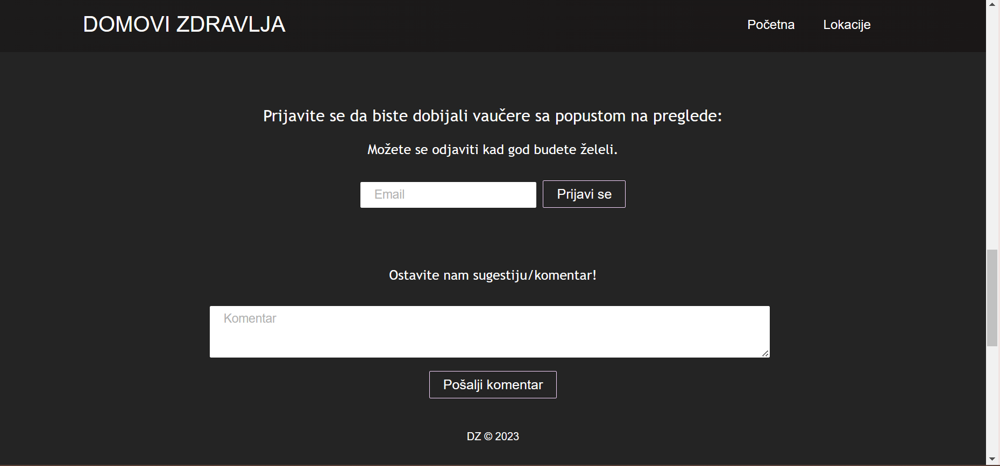 DOMOVI ZDRAVLJA
Početna Lokacije
Prijavite se da biste dobijali vaučere sa popustom na preglede:
Možete se odjaviti kad god budete želeli.
Email Prijavi se
Ostavite nam sugestiju/komentar!
Komentar
Pošalji komentar
DZ © 2023